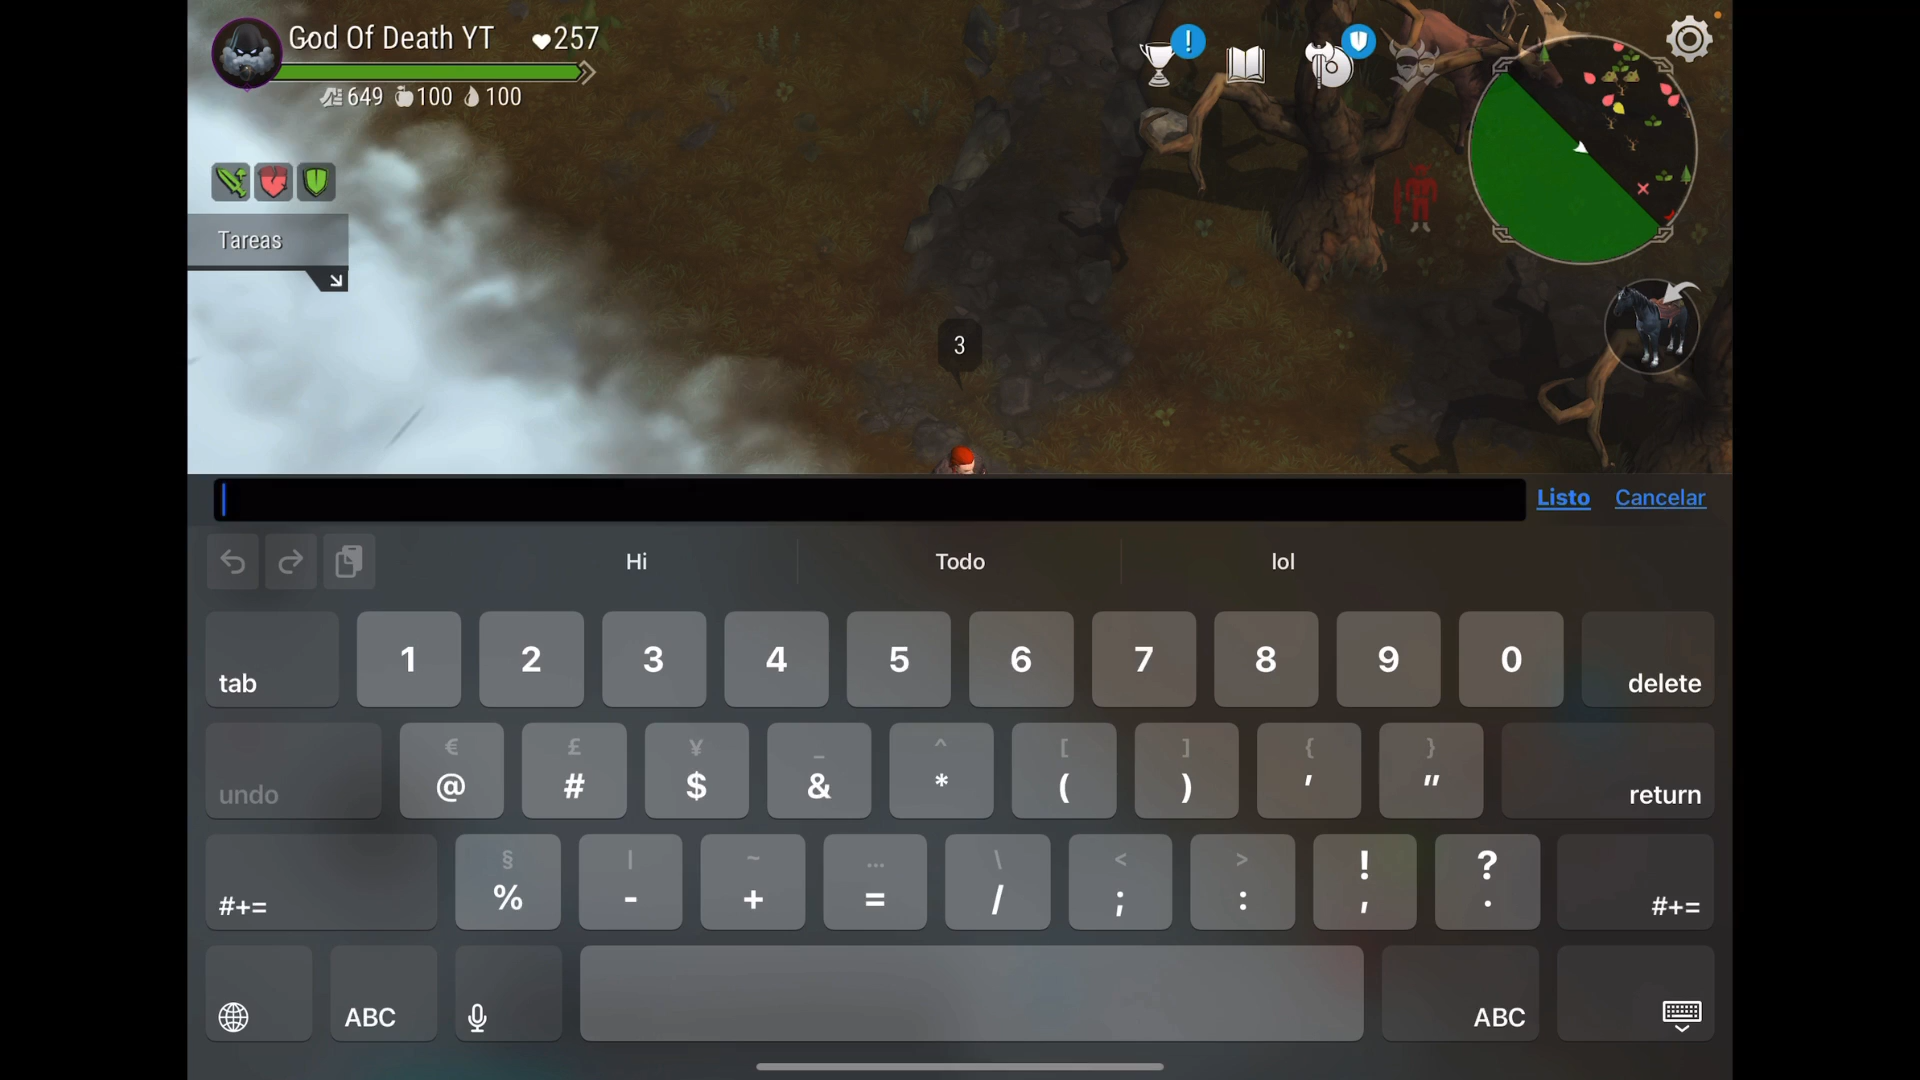 God Of Death YT 257
649 100 100
!
Tareas
3
Listo Cancelar
Hi Todo lol
tab 1 2 3 4 5 6 7 8 9 0 delete
€ £ ¥ _ ^ [ ] { }
undo @ # $ & * ( ) ' " return
§ | ~ … \ < > ! ?
#+= % - + = / ; : , . #+=
ABC ABC